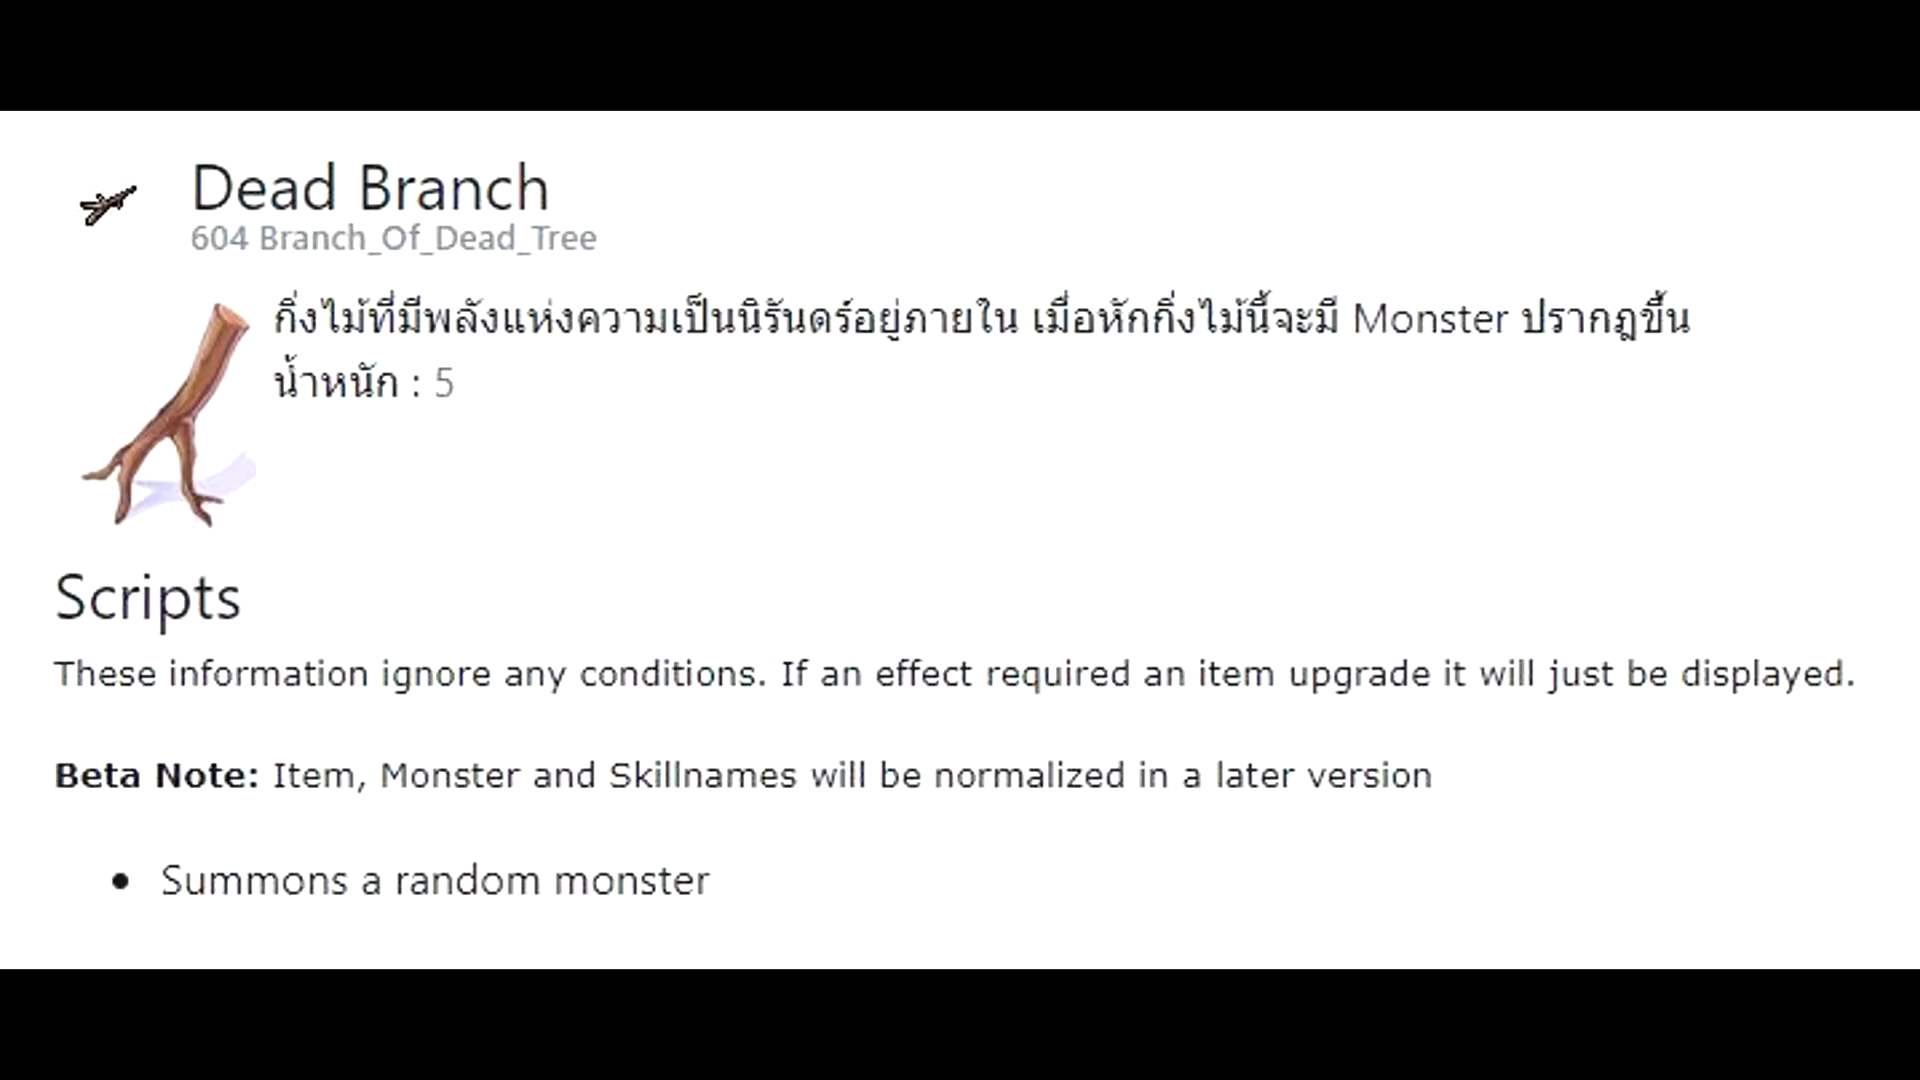 Dead Branch
604 Branch_Of_Dead_Tree
กิ่งไม้ที่มีพลังแห่งความเป็นนิรันดร์อยู่ภายใน เมื่อหักกิ่งไม้นี้จะมี Monster ปรากฏขึ้น
น้ำหนัก : 5
Scripts
These information ignore any conditions. If an effect required an item upgrade it will just be displayed.
Beta Note: Item, Monster and Skillnames will be normalized in a later version
• Summons a random monster